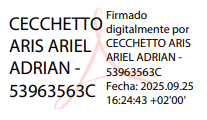 CECCHETTO
ARIS ARIEL
ADRIAN -
53963563C
Firmado
digitalmente por
CECCHETTO ARIS
ARIEL ADRIAN -
53963563C
Fecha: 2025.09.25
16:24:43 +02'00'